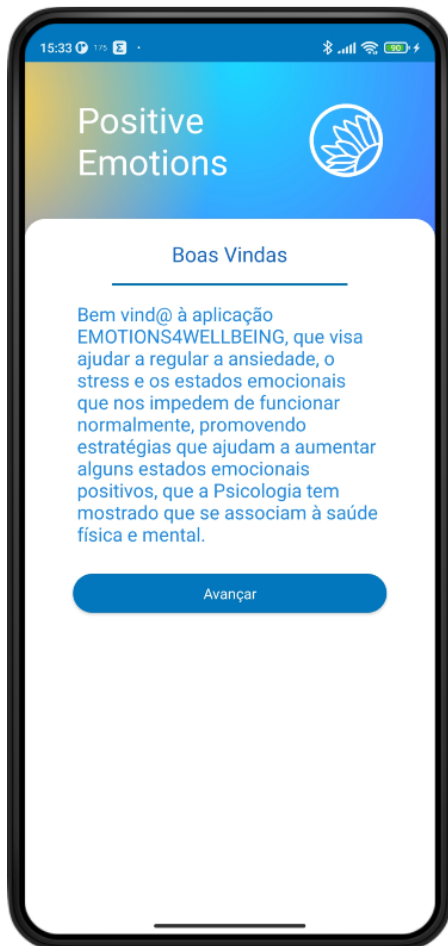 15:33 175
90
Positive
Emotions
Boas Vindas
Bem vind@ à aplicação
EMOTIONS4WELLBEING, que visa
ajudar a regular a ansiedade, o
stress e os estados emocionais
que nos impedem de funcionar
normalmente, promovendo
estratégias que ajudam a aumentar
alguns estados emocionais
positivos, que a Psicologia tem
mostrado que se associam à saúde
física e mental.
Avançar